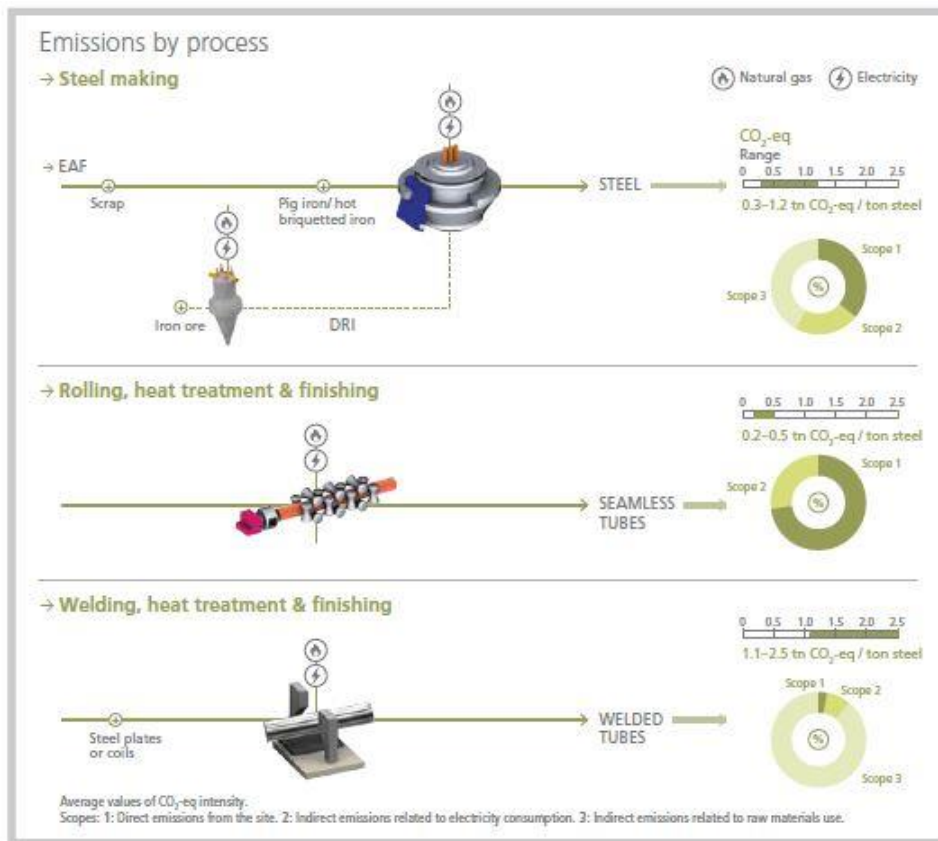 Emissions by process
→ Steel making
Natural gas
Electricity
→ EAF
Scrap
Pig iron/ hot
briquetted iron
STEEL
CO₂-eq
Range
0 0.5 1.0 1.5 2.0 2.5
0.3–1.2 tn CO₂-eq / ton steel
Scope 1
%
Scope 3
Scope 2
Iron ore
DRI
→ Rolling, heat treatment & finishing
0 0.5 1.0 1.5 2.0 2.5
0.2–0.5 tn CO₂-eq / ton steel
Scope 1
Scope 2
%
SEAMLESS
TUBES
→ Welding, heat treatment & finishing
0 0.5 1.0 1.5 2.0 2.5
1.1–2.5 tn CO₂-eq / ton steel
Scope 1
Scope 2
%
Scope 3
WELDED
TUBES
Steel plates
or coils
Average values of CO₂-eq intensity.
Scopes: 1: Direct emissions from the site. 2: Indirect emissions related to electricity consumption. 3: Indirect emissions related to raw materials use.